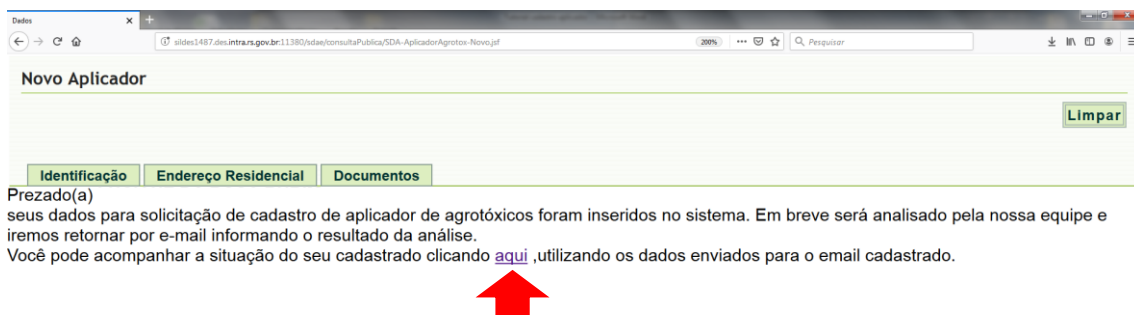 Dados
sildes1487.des.intra.rs.gov.br:11380/sdae/consultaPublica/SDA-AplicadorAgrotox-Novo.jsf
200%
Pesquisar
Novo Aplicador
Limpar
Identificação Endereço Residencial Documentos
Prezado(a)
seus dados para solicitação de cadastro de aplicador de agrotóxicos foram inseridos no sistema. Em breve será analisado pela nossa equipe e
iremos retornar por e-mail informando o resultado da análise.
Você pode acompanhar a situação do seu cadastrado clicando aqui ,utilizando os dados enviados para o email cadastrado.